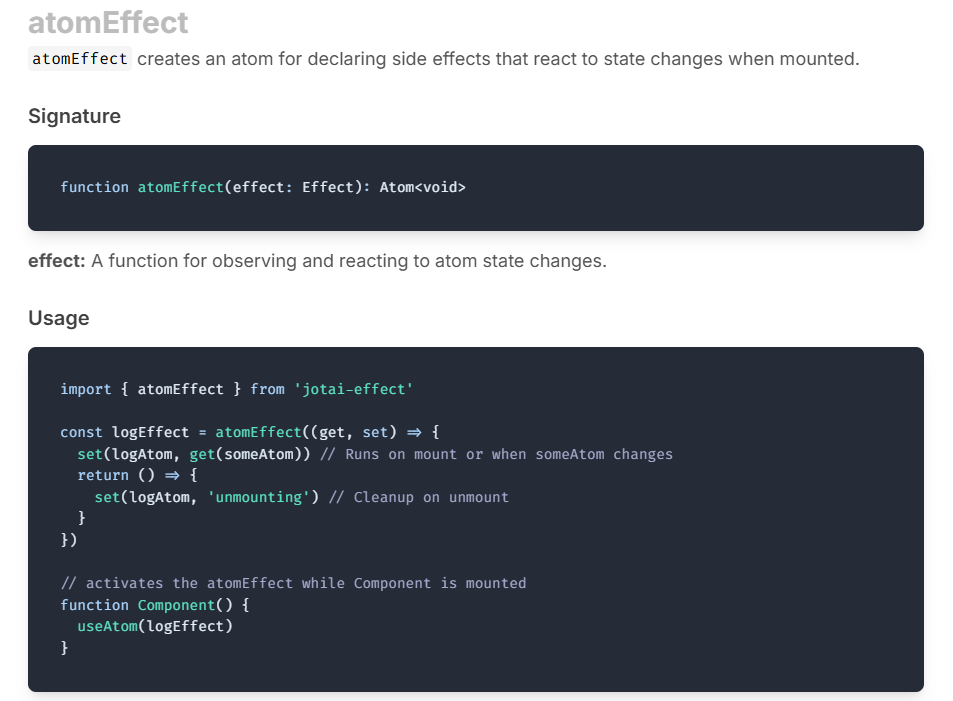 atomEffect
atomEffect creates an atom for declaring side effects that react to state changes when mounted.
Signature
function atomEffect(effect: Effect): Atom<void>
effect: A function for observing and reacting to atom state changes.
Usage
import { atomEffect } from 'jotai-effect'
const logEffect = atomEffect((get, set) => {
  set(logAtom, get(someAtom)) // Runs on mount or when someAtom changes
  return () => {
    set(logAtom, 'unmounting') // Cleanup on unmount
  }
})
// activates the atomEffect while Component is mounted
function Component() {
  useAtom(logEffect)
}